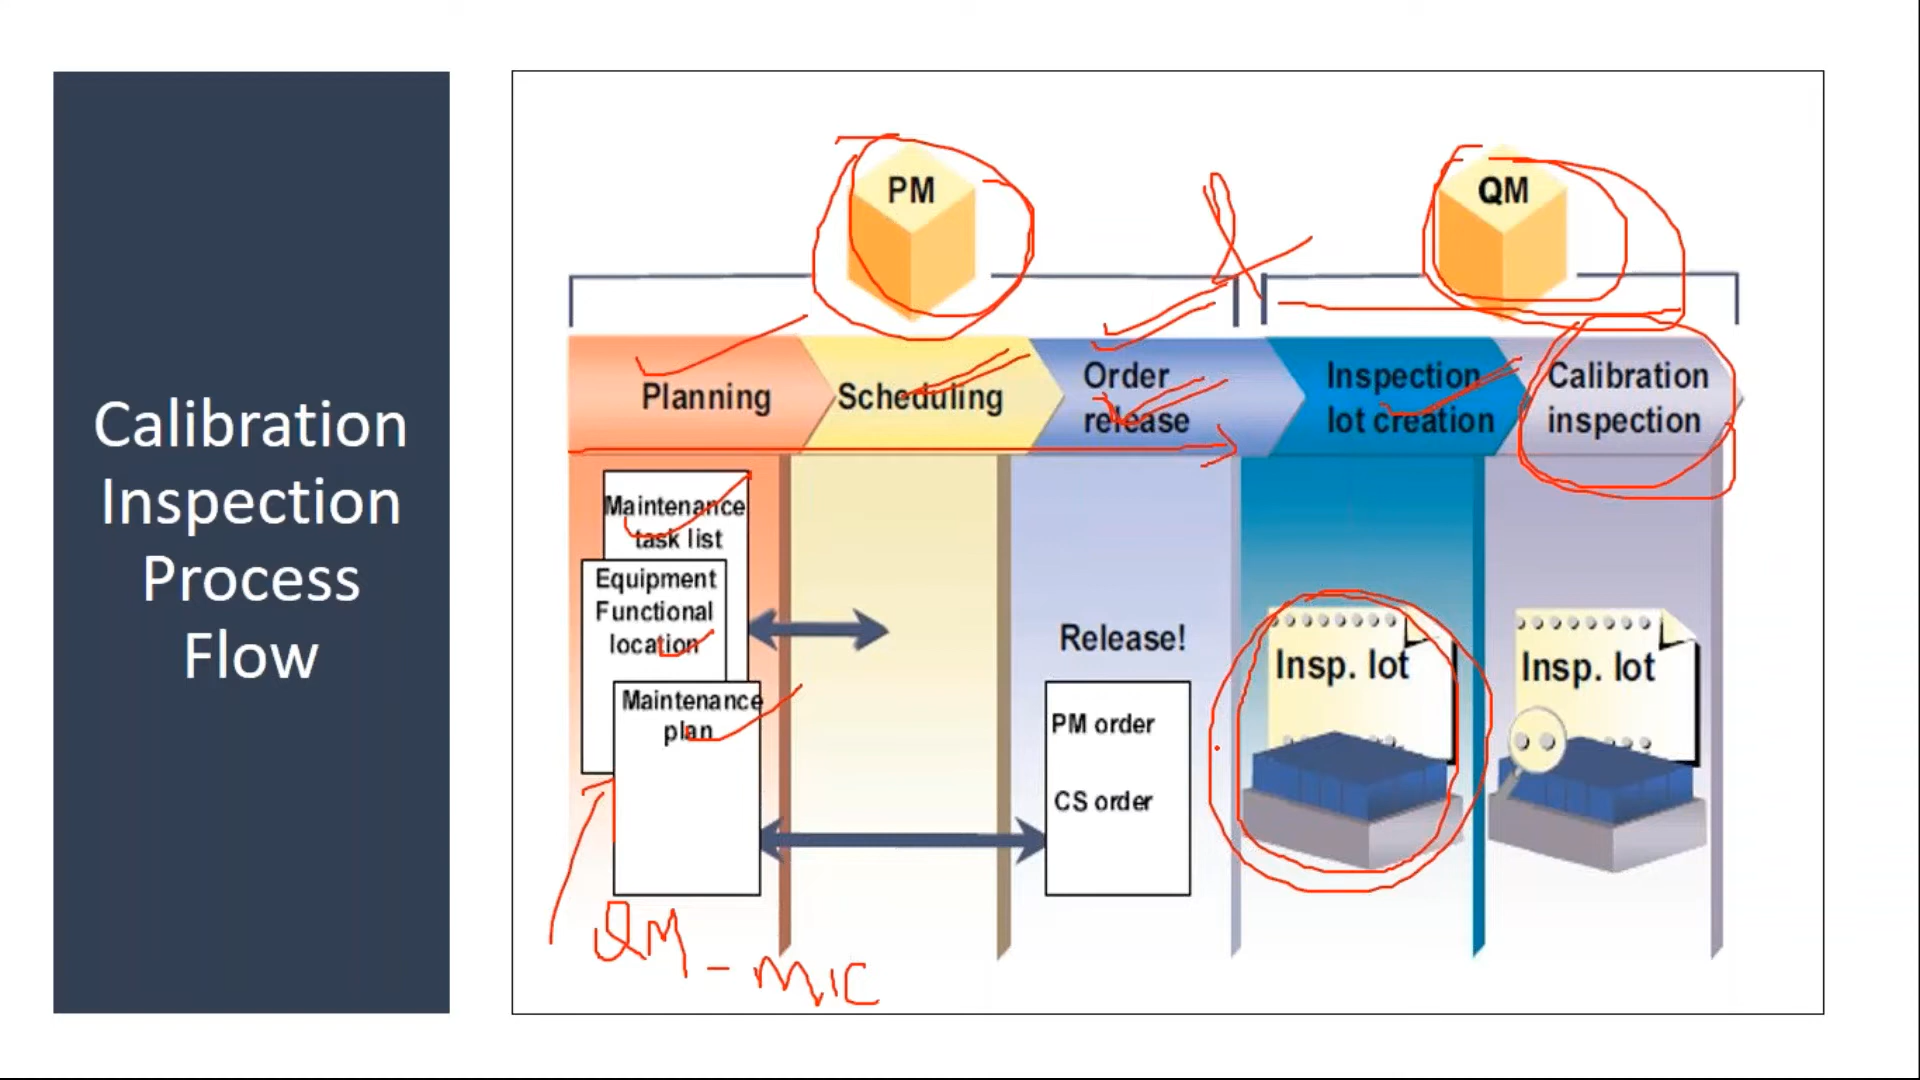 Calibration
Inspection
Process
Flow
PM
QM
Planning
Scheduling
Order
release
Inspection
lot creation
Calibration
inspection
Maintenance
task list
Equipment
Functional
location
Maintenance
plan
Release!
PM order
CS order
Insp. lot
Insp. lot
QM - MIC